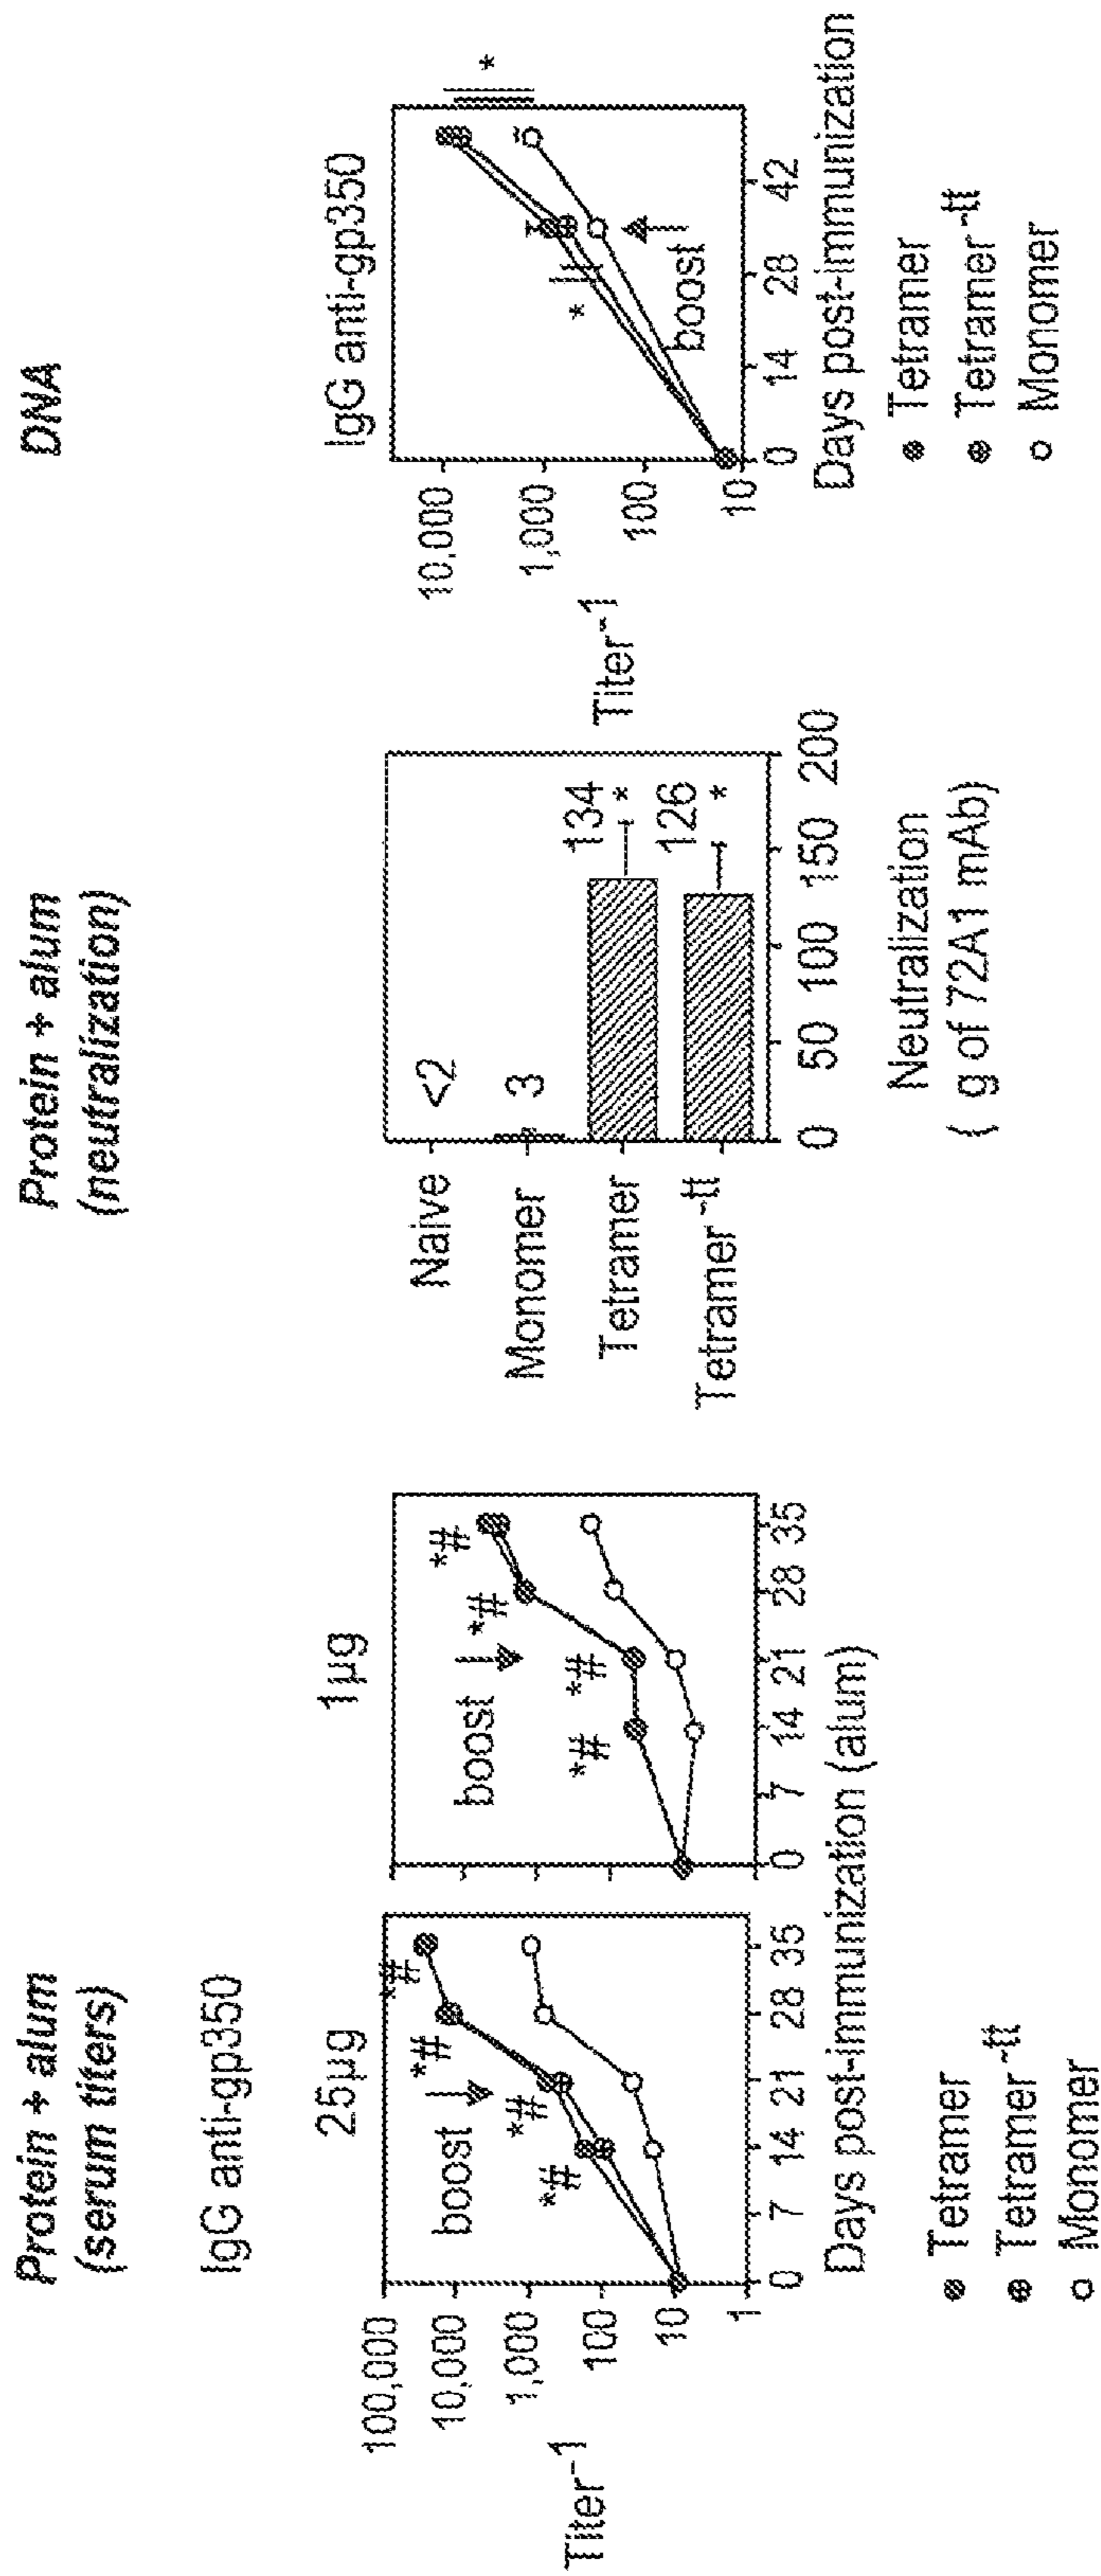 Protein + alum
(serum titers)
IgG anti-gp350
25µg
1µg
Titer⁻¹
100,000
10,000
1,000
100
10
1
boost
*#
*#
*#
*#
0 7 14 21 28 35
boost
*#
*#
*#
*#
0 7 14 21 28 35
Days post-immunization (alum)
Tetramer
Tetramer⁻ᵗᵗ
Monomer
Protein + alum
(neutralization)
Naive <2
Monomer 3
Tetramer 134
*
Tetramer⁻ᵗᵗ 126
*
0 50 100 150 200
Neutralization
( g of 72A1 mAb)
DNA
IgG anti-gp350
Titer⁻¹
10,000
1,000
100
10
*
*
boost
0 14 28 42
Days post-immunization
Tetramer
Tetramer⁻ᵗᵗ
Monomer